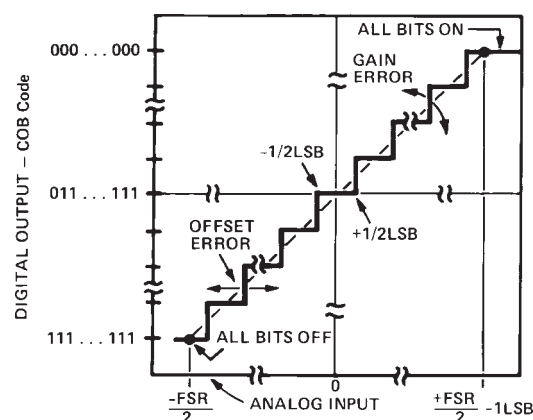 ALL BITS ON
000 ... 000
GAIN
ERROR
-1/2LSB
011 ... 111
+1/2LSB
OFFSET
ERROR
111 ... 111
ALL BITS OFF
DIGITAL OUTPUT – COB Code
-FSR
2
ANALOG INPUT
0
+FSR
2
-1LSB